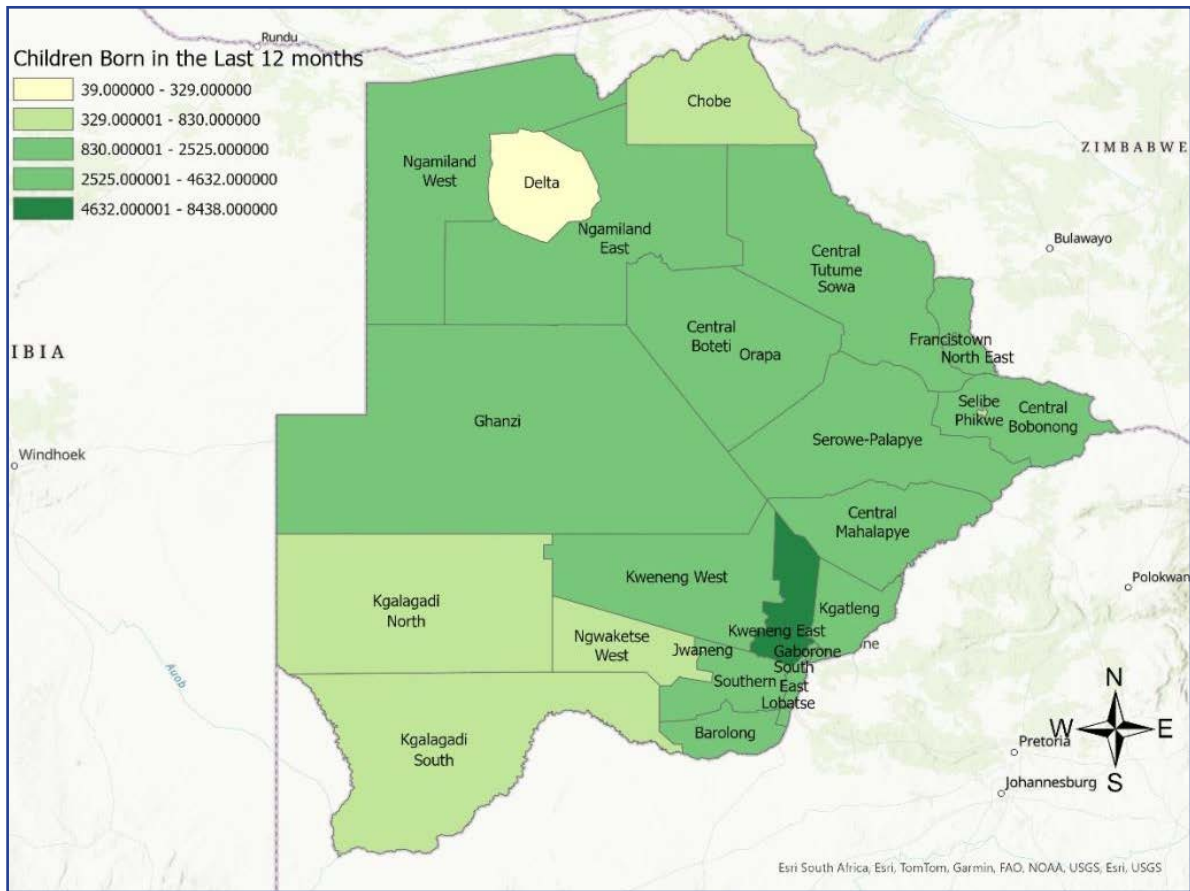 Rundu
Children Born in the Last 12 months
39.000000 - 329.000000
329.000001 - 830.000000
830.000001 - 2525.000000
2525.000001 - 4632.000000
4632.000001 - 8438.000000
Chobe
ZIMBABWE
Ngamiland
West
Delta
Ngamiland
East
Bulawayo
Central
Tutume
Sowa
IBIA
Central
Boteti
Orapa
Francistown
North East
Ghanzi
Selibe
Phikwe
Central
Bobonong
Serowe-Palapye
Windhoek
Central
Mahalapye
Kweneng West
Polokwan
Kgalagadi
North
Kgatleng
Ngwaketse
West
Kweneng East
Jwaneng
Gaborone
ne
South
East
Southern
Lobatse
Auob
Barolong
Kgalagadi
South
N
W
E
S
Pretoria
Johannesburg
Esri South Africa, Esri, TomTom, Garmin, FAO, NOAA, USGS, Esri, USGS